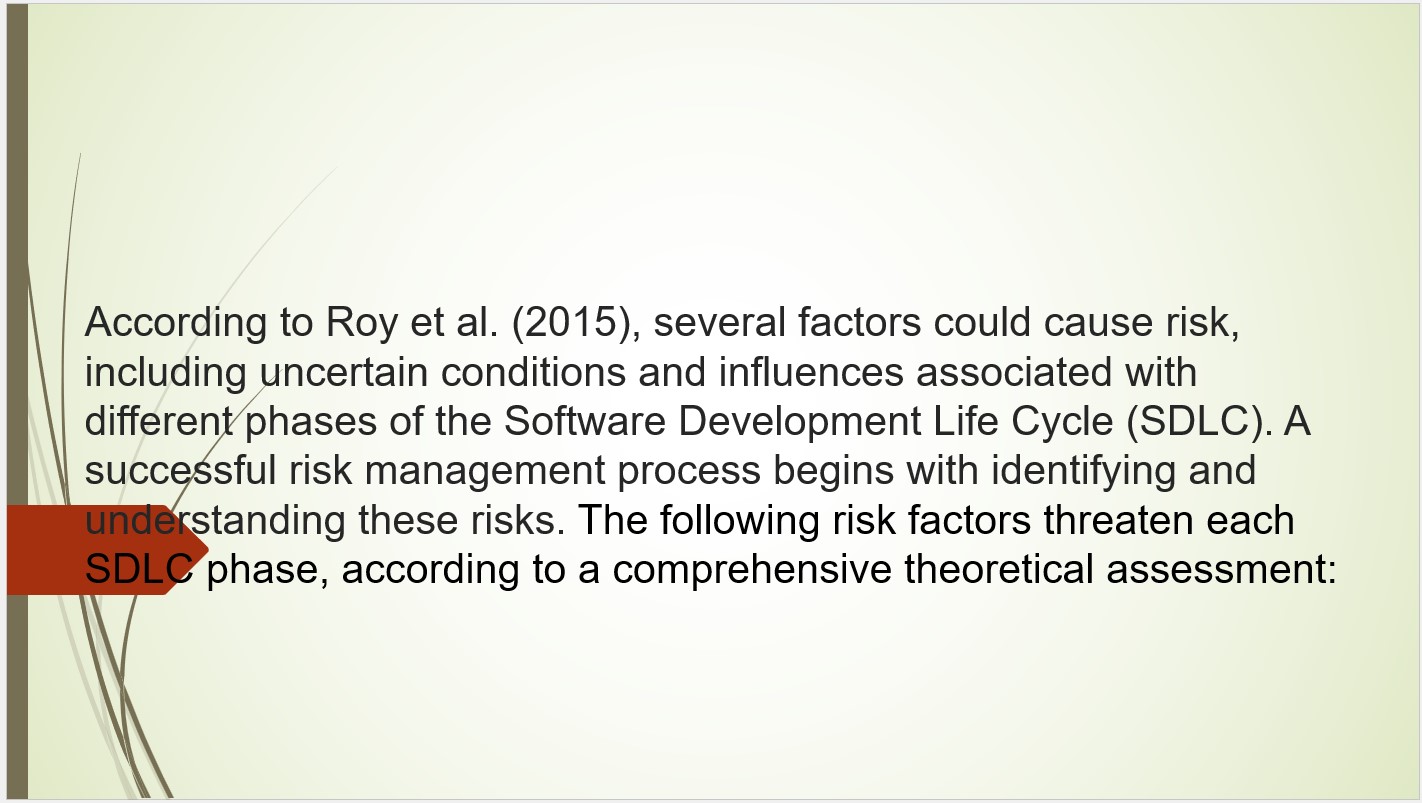 According to Roy et al. (2015), several factors could cause risk,
including uncertain conditions and influences associated with
different phases of the Software Development Life Cycle (SDLC). A
successful risk management process begins with identifying and
understanding these risks. The following risk factors threaten each
SDLC phase, according to a comprehensive theoretical assessment: